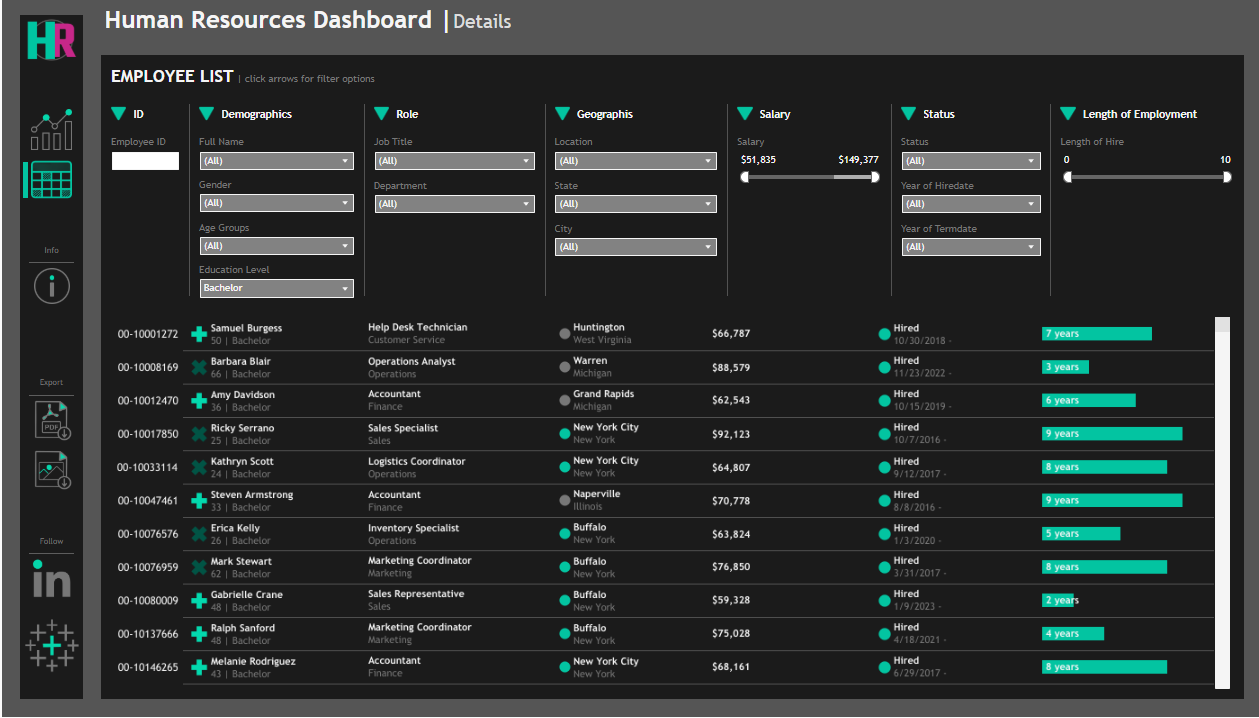 HR
Human Resources Dashboard | Details
EMPLOYEE LIST | click arrows for filter options
ID
Demographics
Role
Geographis
Salary
Status
Length of Employment
Employee ID
Full Name
(All)
Gender
(All)
Age Groups
(All)
Education Level
Bachelor
Job Title
(All)
Department
(All)
Location
(All)
State
(All)
City
(All)
Salary
$51,835 $149,377
Status
(All)
Year of Hiredate
(All)
Year of Termdate
(All)
Length of Hire
0 10
Info
Export
PDF
Follow
in
00-10001272 Samuel Burgess Help Desk Technician Huntington $66,787 Hired 7 years
50 | Bachelor Customer Service West Virginia 10/30/2018 -
00-10008169 Barbara Blair Operations Analyst Warren $88,579 Hired 3 years
66 | Bachelor Operations Michigan 11/23/2022 -
00-10012470 Amy Davidson Accountant Grand Rapids $62,543 Hired 6 years
36 | Bachelor Finance Michigan 10/15/2019 -
00-10017850 Ricky Serrano Sales Specialist New York City $92,123 Hired 9 years
25 | Bachelor Sales New York 10/7/2016 -
00-10033114 Kathryn Scott Logistics Coordinator New York City $64,807 Hired 8 years
24 | Bachelor Operations New York 9/12/2017 -
00-10047461 Steven Armstrong Accountant Naperville $70,778 Hired 9 years
33 | Bachelor Finance Illinois 8/8/2016 -
00-10076576 Erica Kelly Inventory Specialist Buffalo $63,824 Hired 5 years
26 | Bachelor Operations New York 1/3/2020 -
00-10076959 Mark Stewart Marketing Coordinator Buffalo $76,850 Hired 8 years
62 | Bachelor Marketing New York 3/31/2017 -
00-10080009 Gabrielle Crane Sales Representative Buffalo $59,328 Hired 2 years
48 | Bachelor Sales New York 1/9/2023 -
00-10137666 Ralph Sanford Marketing Coordinator Buffalo $75,028 Hired 4 years
48 | Bachelor Marketing New York 4/18/2021 -
00-10146265 Melanie Rodriguez Accountant New York City $68,161 Hired 8 years
43 | Bachelor Finance New York 6/29/2017 -